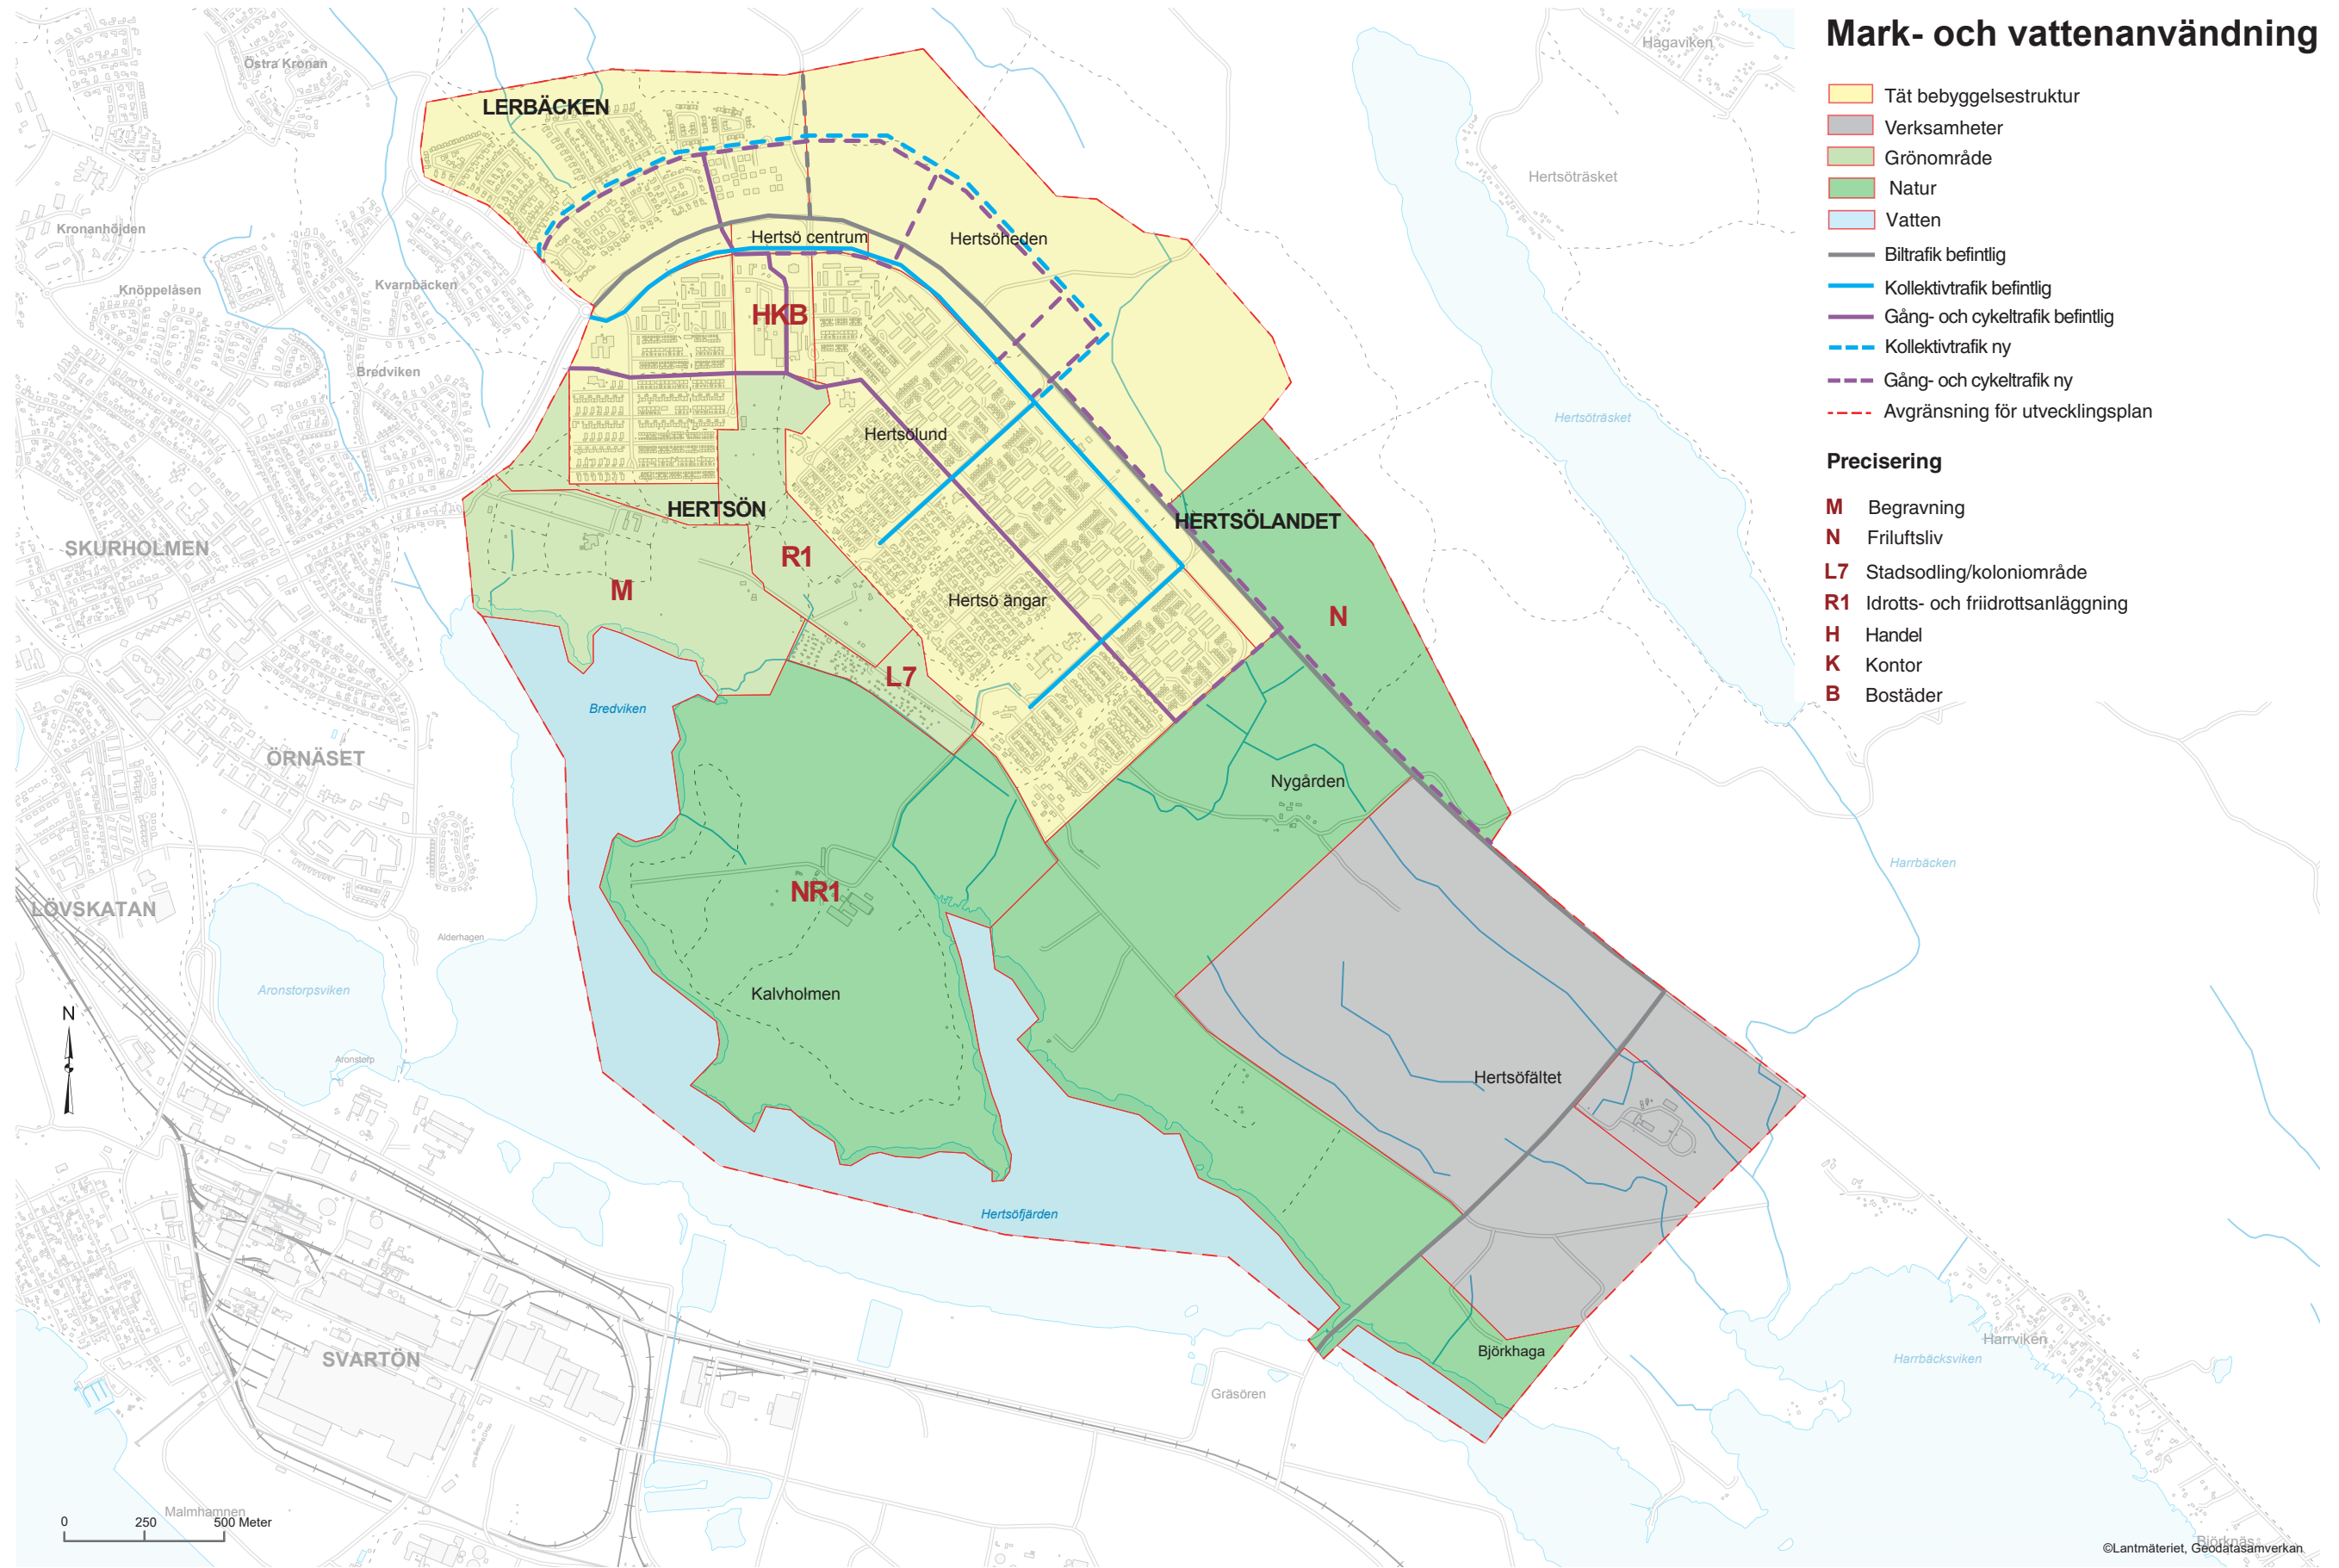 Mark- och vattenanvändning
Tät bebyggelsestruktur
Verksamheter
Grönområde
Natur
Vatten
Biltrafik befintlig
Kollektivtrafik befintlig
Gång- och cykeltrafik befintlig
Kollektivtrafik ny
Gång- och cykeltrafik ny
Avgränsning för utvecklingsplan
Precisering
M Begravning
N Friluftsliv
L7 Stadsodling/koloniområde
R1 Idrotts- och friidrottsanläggning
H Handel
K Kontor
B Bostäder
Hägaviken
Östra Kronan
LERBÄCKEN
Hertsöträsket
Kronanhöjden
Hertsö centrum
Hertsöheden
Kvarnbäcken
Knöppelåsen
HKB
Bredviken
Hertsöträsket
Hertsölund
HERTSÖN
HERTSÖLANDET
SKURHOLMEN
R1
M
Hertsö ängar
N
L7
Bredviken
ÖRNÄSET
Nygården
Harrbäcken
NR1
LÖVSKATAN
Alderhagen
Aronstorpsviken
Kalvholmen
N
Aronstorp
Hertsöfältet
Hertsöfjärden
Harrviken
Björkhaga
Harrbäcksviken
SVARTÖN
Gräsören
Malmhamnen
0 250 500 Meter
Björknäs
©Lantmäteriet, Geodatasamverkan